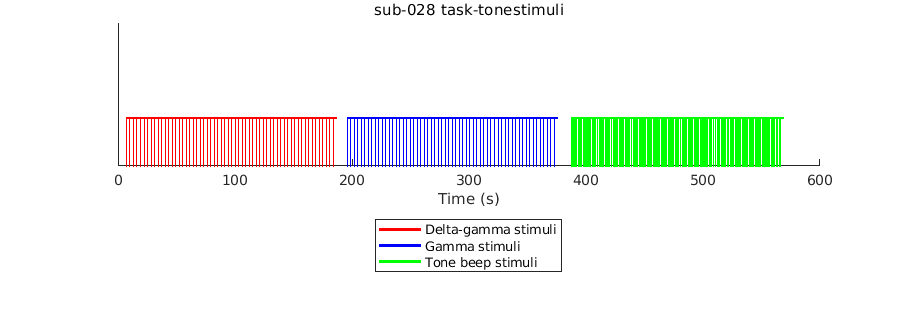 sub-028 task-tonestimuli
0 100 200 300 400 500 600
Time (s)
Delta-gamma stimuli
Gamma stimuli
Tone beep stimuli